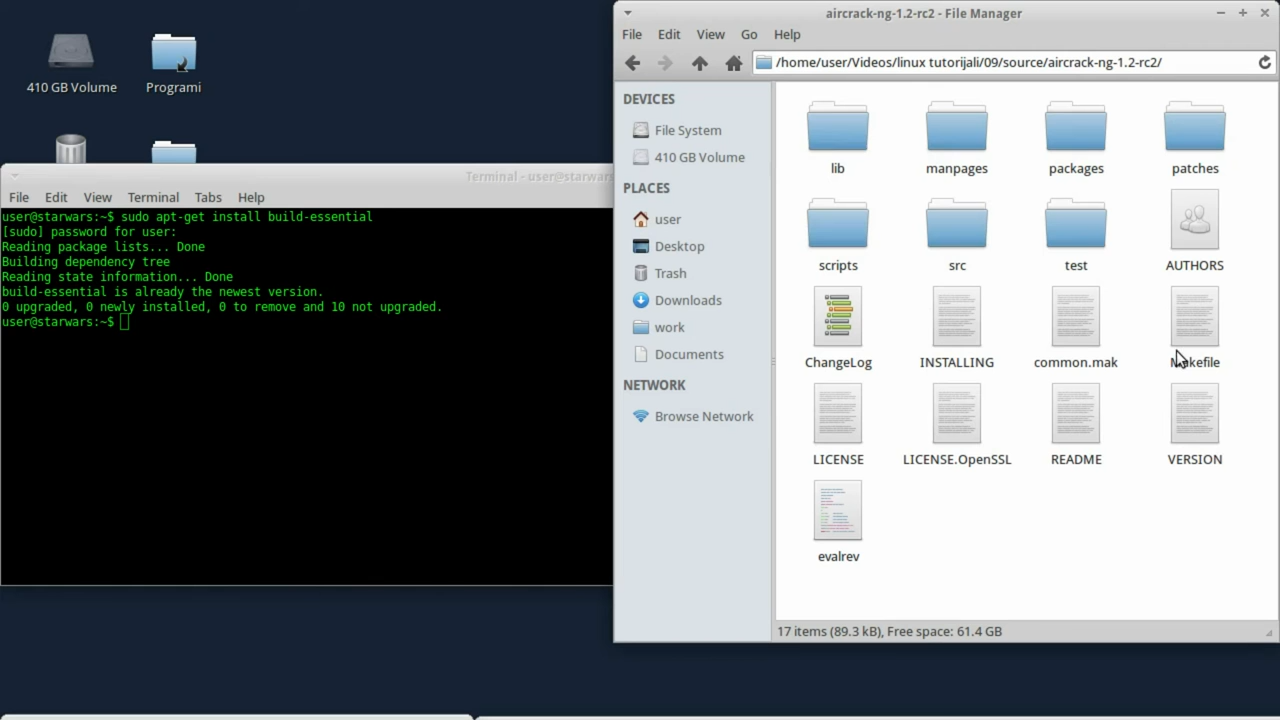 410 GB Volume
Programi
Terminal - user@starwars
File Edit View Terminal Tabs Help
user@starwars:~$ sudo apt-get install build-essential
[sudo] password for user:
Reading package lists... Done
Building dependency tree
Reading state information... Done
build-essential is already the newest version.
0 upgraded, 0 newly installed, 0 to remove and 10 not upgraded.
user@starwars:~$
aircrack-ng-1.2-rc2 - File Manager
File Edit View Go Help
/home/user/Videos/linux tutorijali/09/source/aircrack-ng-1.2-rc2/
DEVICES
File System
410 GB Volume
PLACES
user
Desktop
Trash
Downloads
work
Documents
NETWORK
Browse Network
lib manpages packages patches
scripts src test AUTHORS
ChangeLog INSTALLING common.mak Makefile
LICENSE LICENSE.OpenSSL README VERSION
evalrev
17 items (89.3 kB), Free space: 61.4 GB